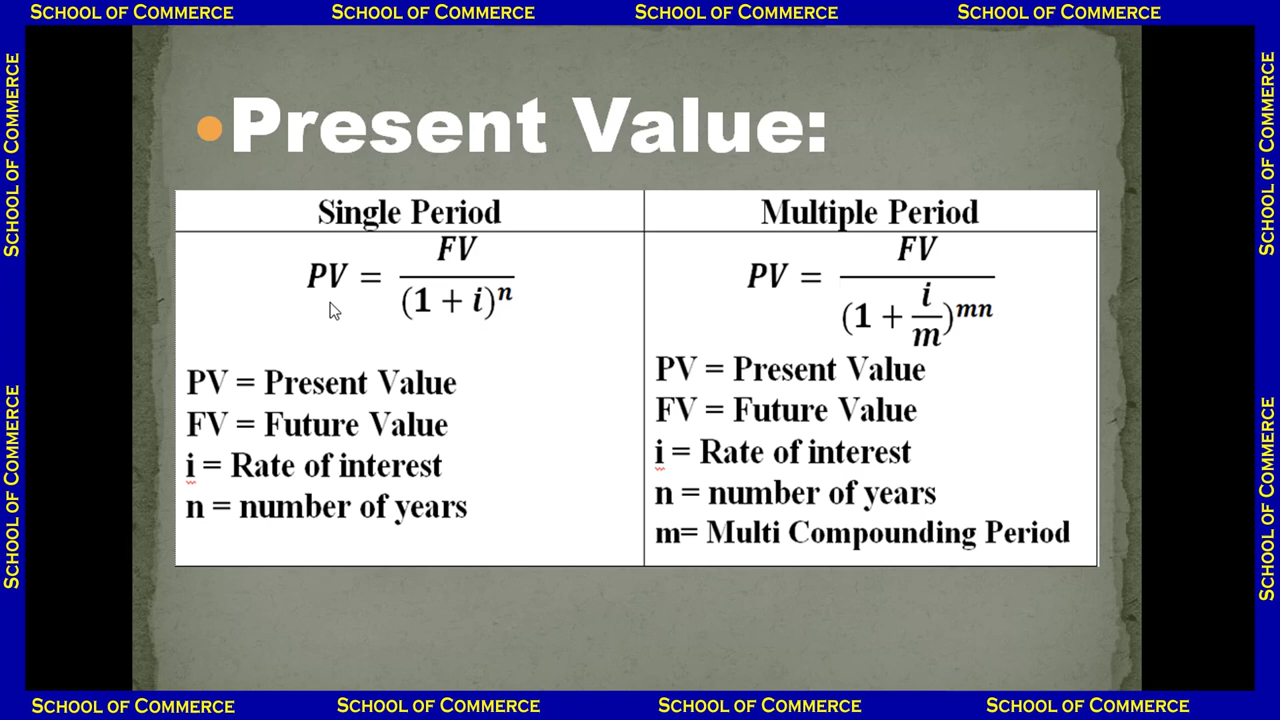 SCHOOL OF COMMERCE SCHOOL OF COMMERCE SCHOOL OF COMMERCE SCHOOL OF COMMERCE
SCHOOL OF COMMERCE
SCHOOL OF COMMERCE
• Present Value:
Single Period
PV = FV / (1 + i)^n
PV = Present Value
FV = Future Value
i = Rate of interest
n = number of years
Multiple Period
PV = FV / (1 + i/m)^mn
PV = Present Value
FV = Future Value
i = Rate of interest
n = number of years
m= Multi Compounding Period
SCHOOL OF COMMERCE
SCHOOL OF COMMERCE
SCHOOL OF COMMERCE SCHOOL OF COMMERCE SCHOOL OF COMMERCE SCHOOL OF COMMERCE